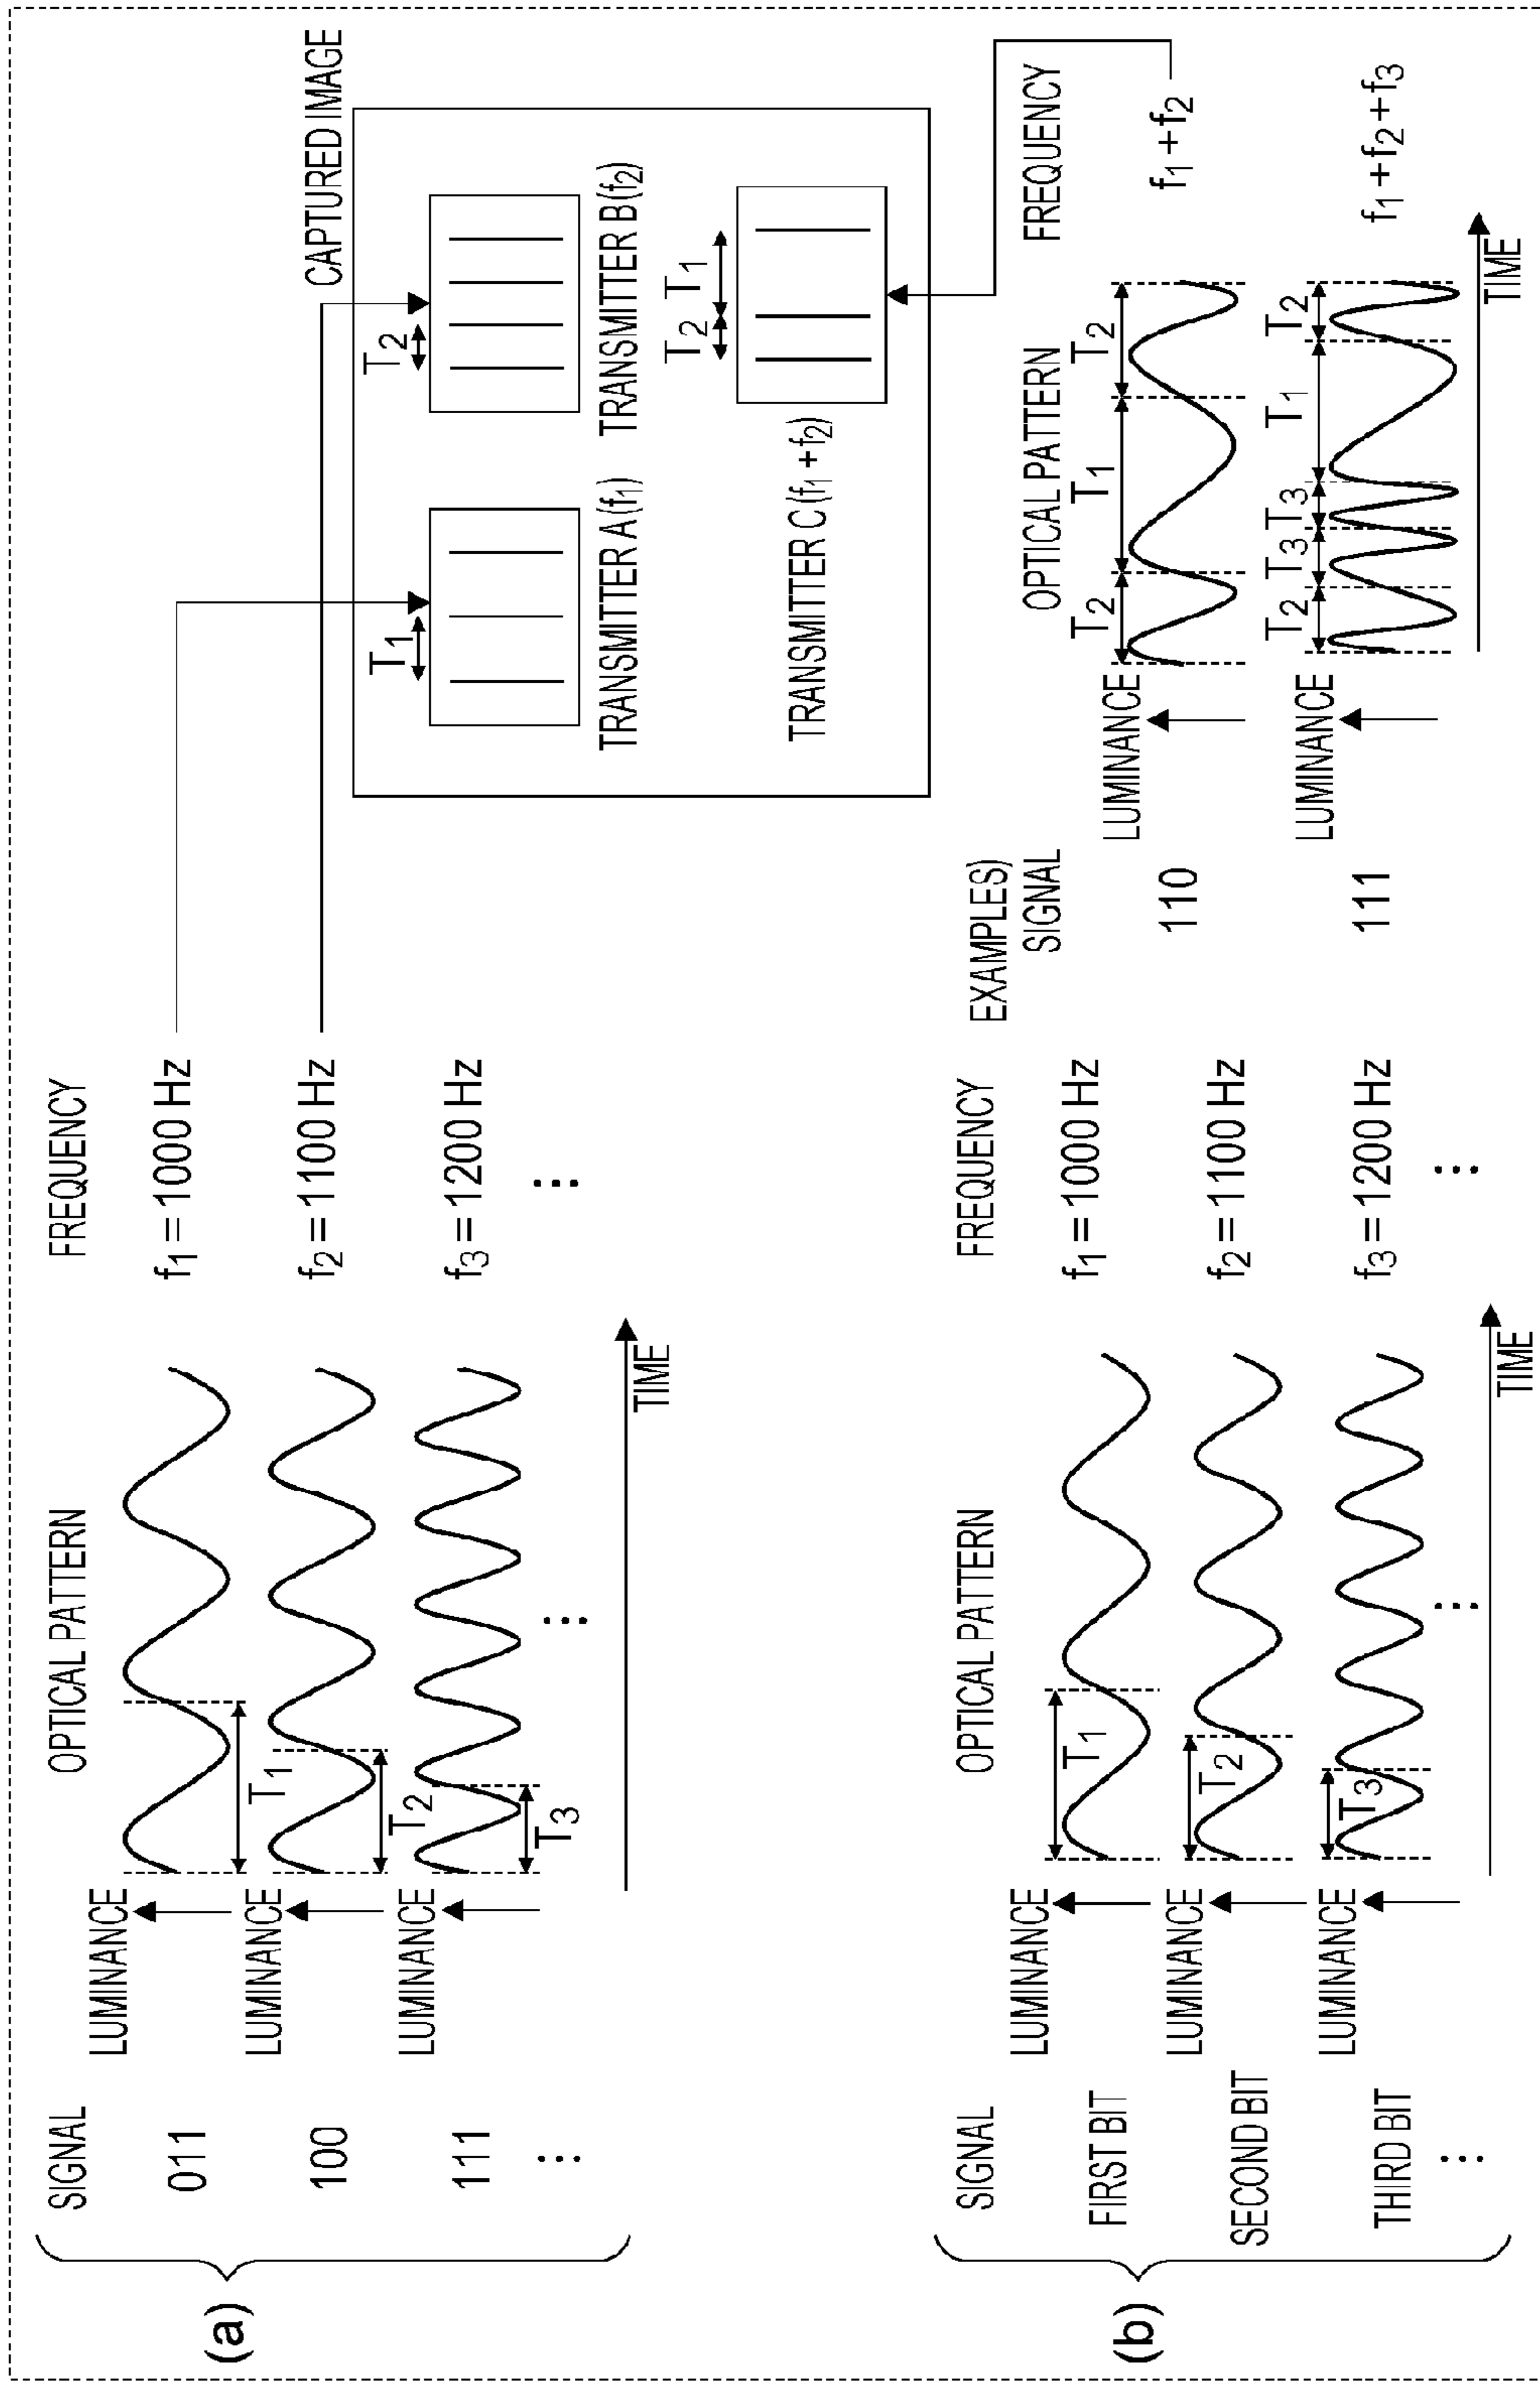 (a)
SIGNAL
OPTICAL PATTERN
FREQUENCY
011
LUMINANCE
T1
f1 = 1000 Hz
100
LUMINANCE
T2
f2 = 1100 Hz
111
LUMINANCE
T3
f3 = 1200 Hz
⋮
⋮
⋮
TIME
CAPTURED IMAGE
T1
TRANSMITTER A (f1)
T2
TRANSMITTER B (f2)
T2
T1
TRANSMITTER C (f1 + f2)
(b)
SIGNAL
OPTICAL PATTERN
FREQUENCY
FIRST BIT
LUMINANCE
T1
f1 = 1000 Hz
SECOND BIT
LUMINANCE
T2
f2 = 1100 Hz
THIRD BIT
LUMINANCE
T3
f3 = 1200 Hz
⋮
⋮
⋮
TIME
EXAMPLES)
SIGNAL
OPTICAL PATTERN
FREQUENCY
110
LUMINANCE
T2
T1
T2
f1 + f2
111
LUMINANCE
T2
T3
T3
T1
T2
f1 + f2 + f3
TIME